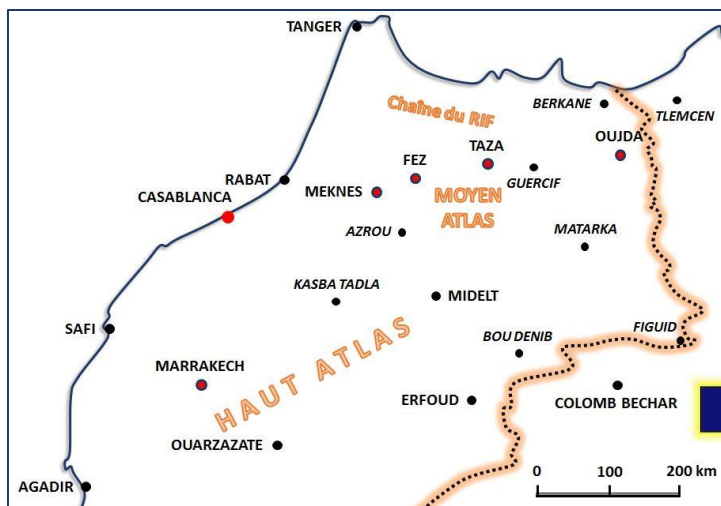 TANGER
BERKANE
TLEMCEN
Chaîne du RIF
OUJDA
TAZA
FEZ
GUERCIF
RABAT
MEKNES
CASABLANCA
MOYEN
ATLAS
AZROU
MATARKA
KASBA TADLA
MIDELT
SAFI
BOU DENIB
FIGUID
MARRAKECH
HAUT ATLAS
ERFOUD
COLOMB BECHAR
OUARZAZATE
AGADIR
0 100 200 km